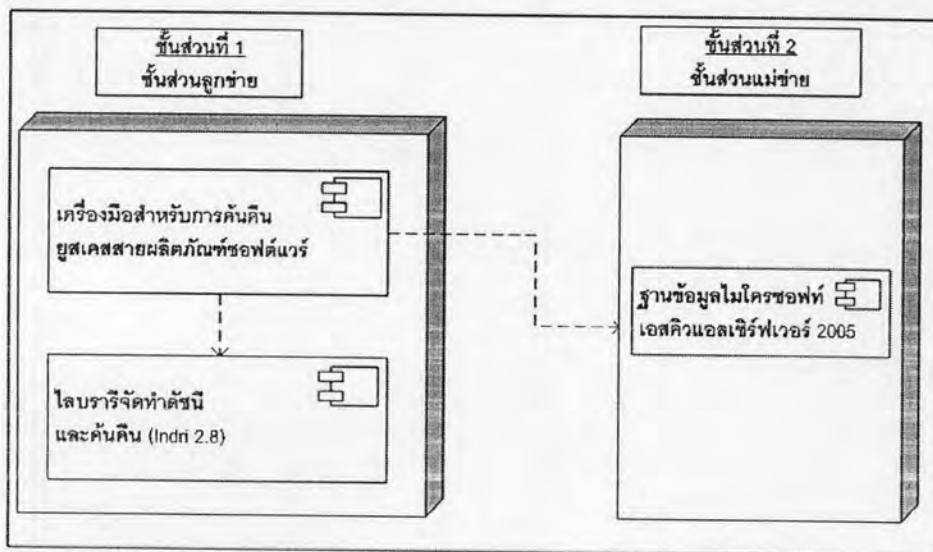 ชิ้นส่วนที่ 1
ชิ้นส่วนลูกข่าย
ชิ้นส่วนที่ 2
ชิ้นส่วนแม่ข่าย
เครื่องมือสำหรับการค้นคืน
ยูสเคสสายผลิตภัณฑ์ซอฟต์แวร์
ไลบรารีจัดทำดัชนี
และค้นคืน (Indri 2.8)
ฐานข้อมูลไมโครซอฟท์
เอสคิวแอลเซิร์ฟเวอร์ 2005